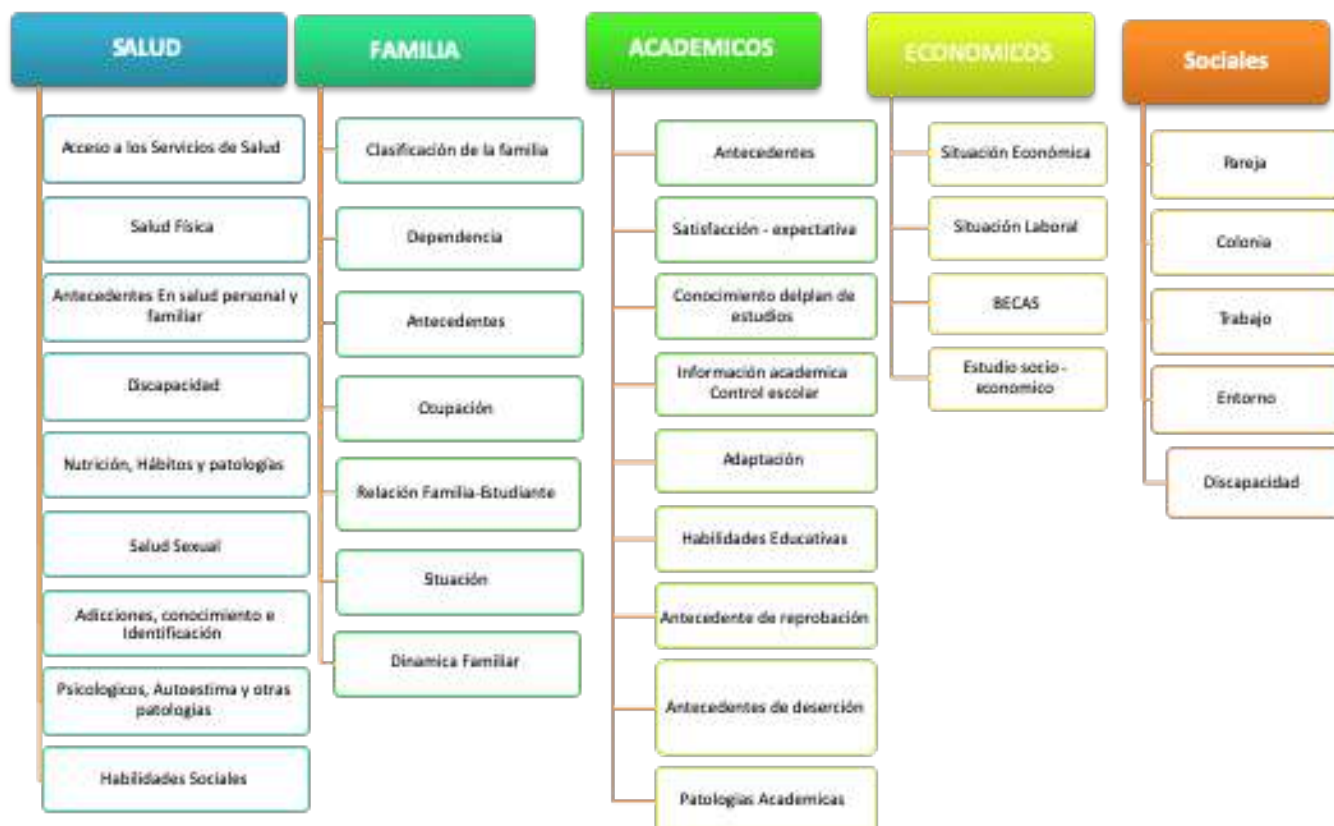 SALUD
Acceso a los Servicios de Salud
Salud Física
Antecedentes En salud personal y
familiar
Discapacidad
Nutrición, Hábitos y patologías
Salud Sexual
Adicciones, conocimiento e
Identificación
Psicologicos, Autoestima y otras
patologias
Habilidades Sociales
FAMILIA
Clasificación de la familia
Dependencia
Antecedentes
Ocupación
Relación Familia-Estudiante
Situación
Dinamica Familiar
ACADEMICOS
Antecedentes
Satisfacción - expectativa
Conocimiento delplan de
estudios
Información academica
Control escolar
Adaptación
Habilidades Educativas
Antecedente de reprobación
Antecedentes de deserción
Patologias Academicas
ECONOMICOS
Situación Económica
Situación Laboral
BECAS
Estudio socio -
economico
Sociales
Pareja
Colonia
Trabajo
Entorno
Discapacidad